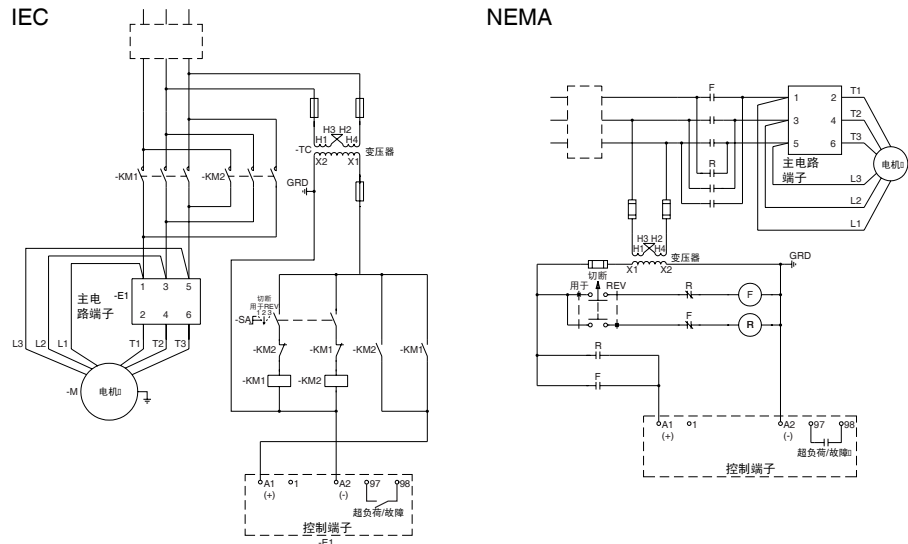 IEC
NEMA
H3 H2
H1 H4
-TC
变压器
X2 X1
GRD
-KM1
-KM2
1 3 5
主电
路端子
-E1
2 4 6
L3 L2 L1 T1 T2 T3
-M
电机
切断
用于REV
1 2 3
-SAF
-KM2 -KM1 -KM2 -KM1
-KM1 -KM2
A1 1 A2 97 98
(+) (-)
超负荷/故障
控制端子
-E1
F
1 2 T1
3 4 T2
5 6 T3
主电路
端子
电机
R
L3
L2
L1
H3 H2
H1 H4
变压器
X1 X2
GRD
切断
用于 REV
R F
F R
R
F
A1 1 A2 97 98
(+) (-)
超负荷/故障
控制端子